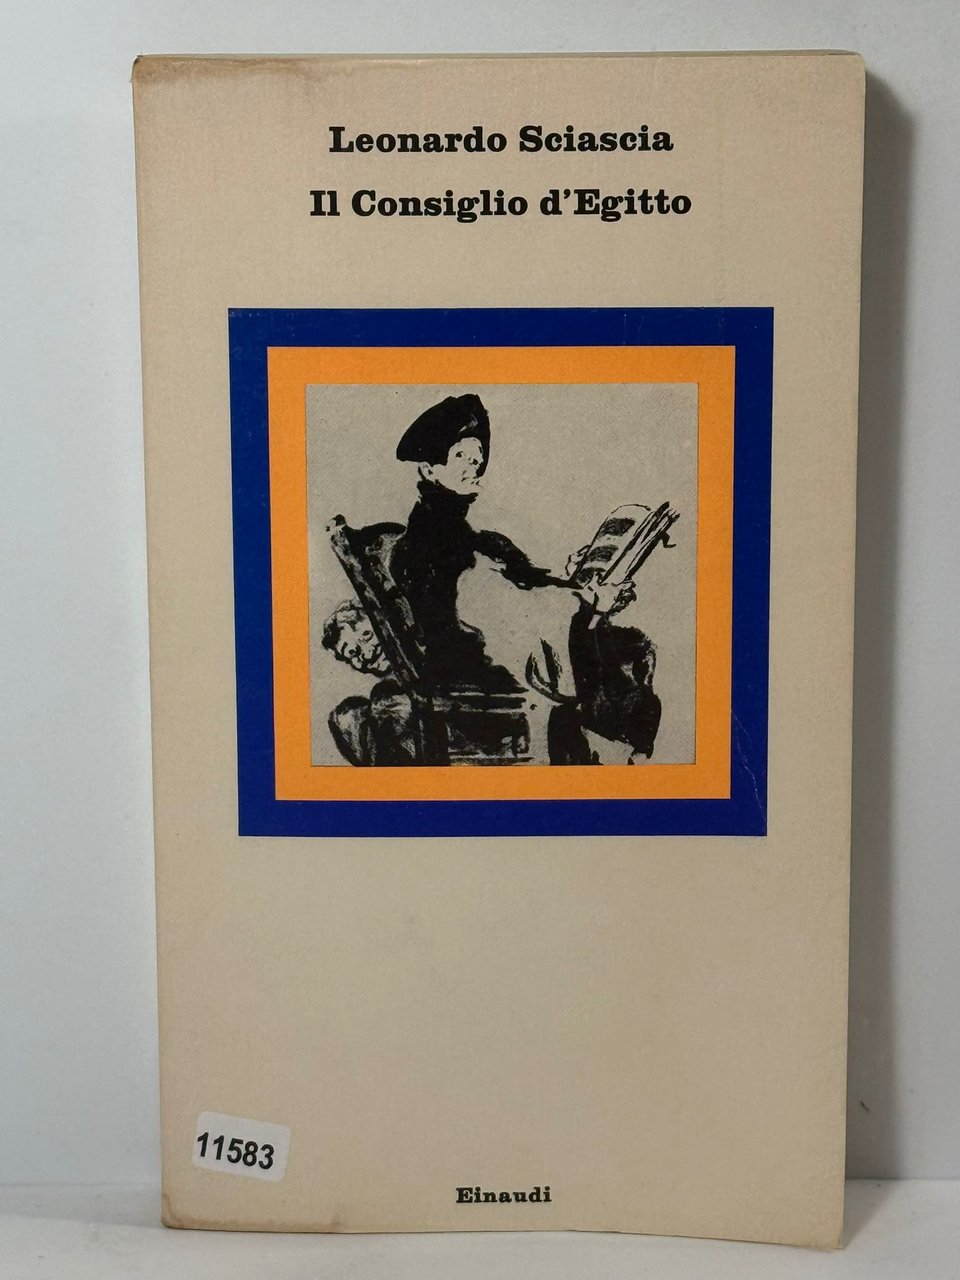 Leonardo Sciascia
Il Consiglio d'Egitto
11583
Einaudi